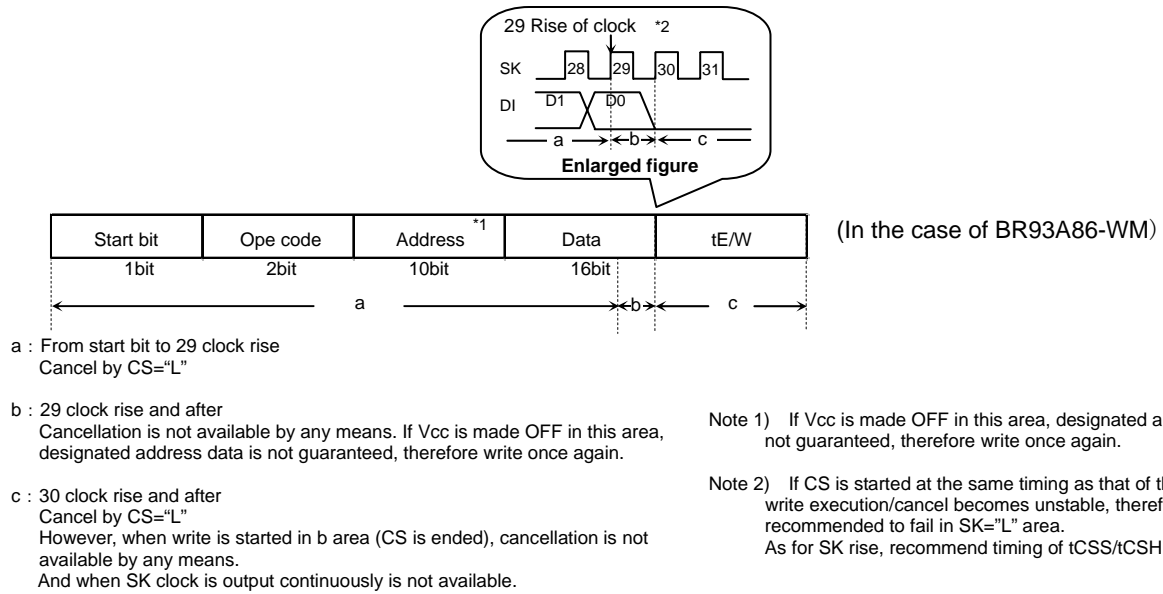 29 Rise of clock *2
SK 28 29 30 31
DI D1 D0
a b c
Enlarged figure
Start bit Ope code Address *1 Data tE/W (In the case of BR93A86-WM)
1bit 2bit 10bit 16bit
a b c
a : From start bit to 29 clock rise
Cancel by CS=“L”
b : 29 clock rise and after
Cancellation is not available by any means. If Vcc is made OFF in this area,
designated address data is not guaranteed, therefore write once again.
c : 30 clock rise and after
Cancel by CS=“L”
However, when write is started in b area (CS is ended), cancellation is not
available by any means.
And when SK clock is output continuously is not available.
Note 1) If Vcc is made OFF in this area, designated a
not guaranteed, therefore write once again.
Note 2) If CS is started at the same timing as that of
write execution/cancel becomes unstable,
recommended to fail in SK=”L” area.
As for SK rise, recommend timing of tCSS/tCSH